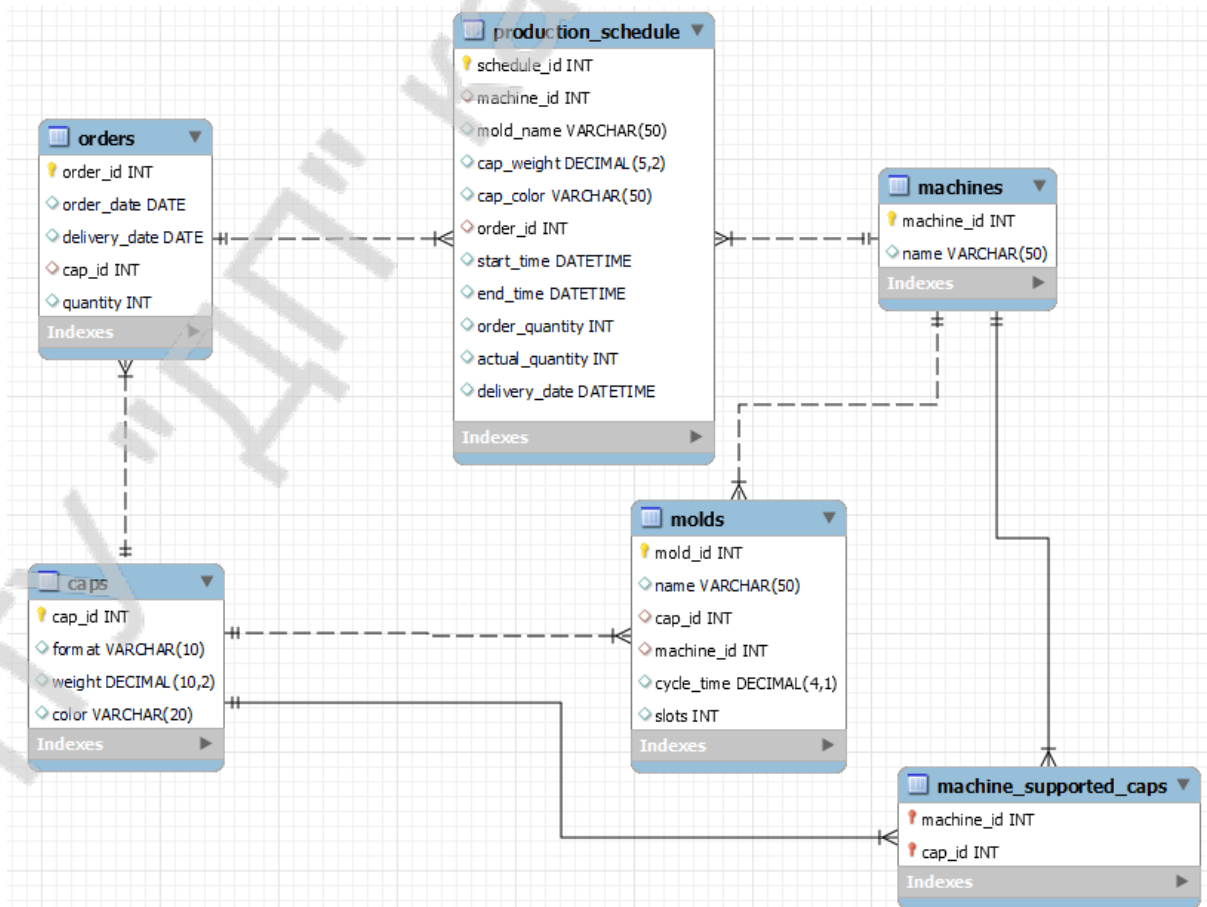 production_schedule
schedule_id INT
machine_id INT
mold_name VARCHAR(50)
cap_weight DECIMAL(5,2)
cap_color VARCHAR(50)
order_id INT
start_time DATETIME
end_time DATETIME
order_quantity INT
actual_quantity INT
delivery_date DATETIME
Indexes
orders
order_id INT
order_date DATE
delivery_date DATE
cap_id INT
quantity INT
Indexes
machines
machine_id INT
name VARCHAR(50)
Indexes
caps
cap_id INT
format VARCHAR(10)
weight DECIMAL(10,2)
color VARCHAR(20)
Indexes
molds
mold_id INT
name VARCHAR(50)
cap_id INT
machine_id INT
cycle_time DECIMAL(4,1)
slots INT
Indexes
machine_supported_caps
machine_id INT
cap_id INT
Indexes
"ДП"